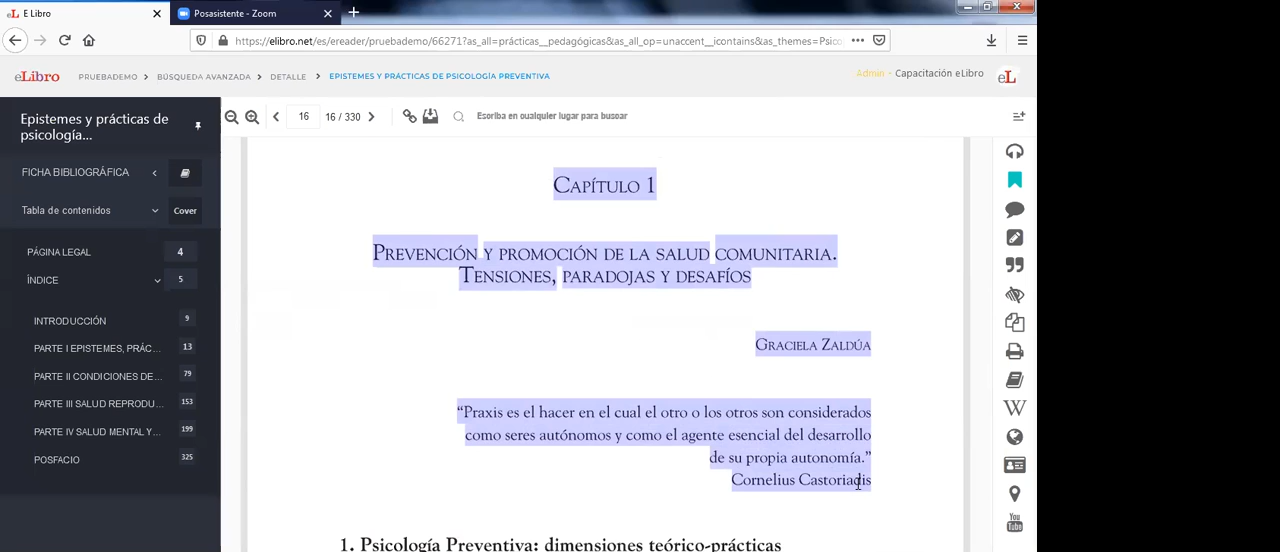 E Libro
Posasistente - Zoom
https://elibro.net/es/ereader/pruebademo/66271?as_all=prácticas__pedagógicas&as_all_op=unaccent__icontains&as_themes=Psico
eLibro
PRUEBADEMO
BÚSQUEDA AVANZADA
DETALLE
EPISTEMES Y PRÁCTICAS DE PSICOLOGÍA PREVENTIVA
Admin - Capacitación eLibro
eL
Epistemes y prácticas de
psicología...
16
16 / 330
Escriba en cualquier lugar para buscar
FICHA BIBLIOGRÁFICA
Tabla de contenidos
Cover
PÁGINA LEGAL 4
ÍNDICE 5
INTRODUCCIÓN 9
PARTE I EPISTEMES, PRÁC... 13
PARTE II CONDICIONES DE... 79
PARTE III SALUD REPRODU... 153
PARTE IV SALUD MENTAL Y... 199
POSFACIO 325
CAPÍTULO 1
PREVENCIÓN Y PROMOCIÓN DE LA SALUD COMUNITARIA.
TENSIONES, PARADOJAS Y DESAFÍOS
GRACIELA ZALDÚA
“Praxis es el hacer en el cual el otro o los otros son considerados
como seres autónomos y como el agente esencial del desarrollo
de su propia autonomía.”
Cornelius Castoriadis
1. Psicología Preventiva: dimensiones teórico-prácticas
W
You
Tube